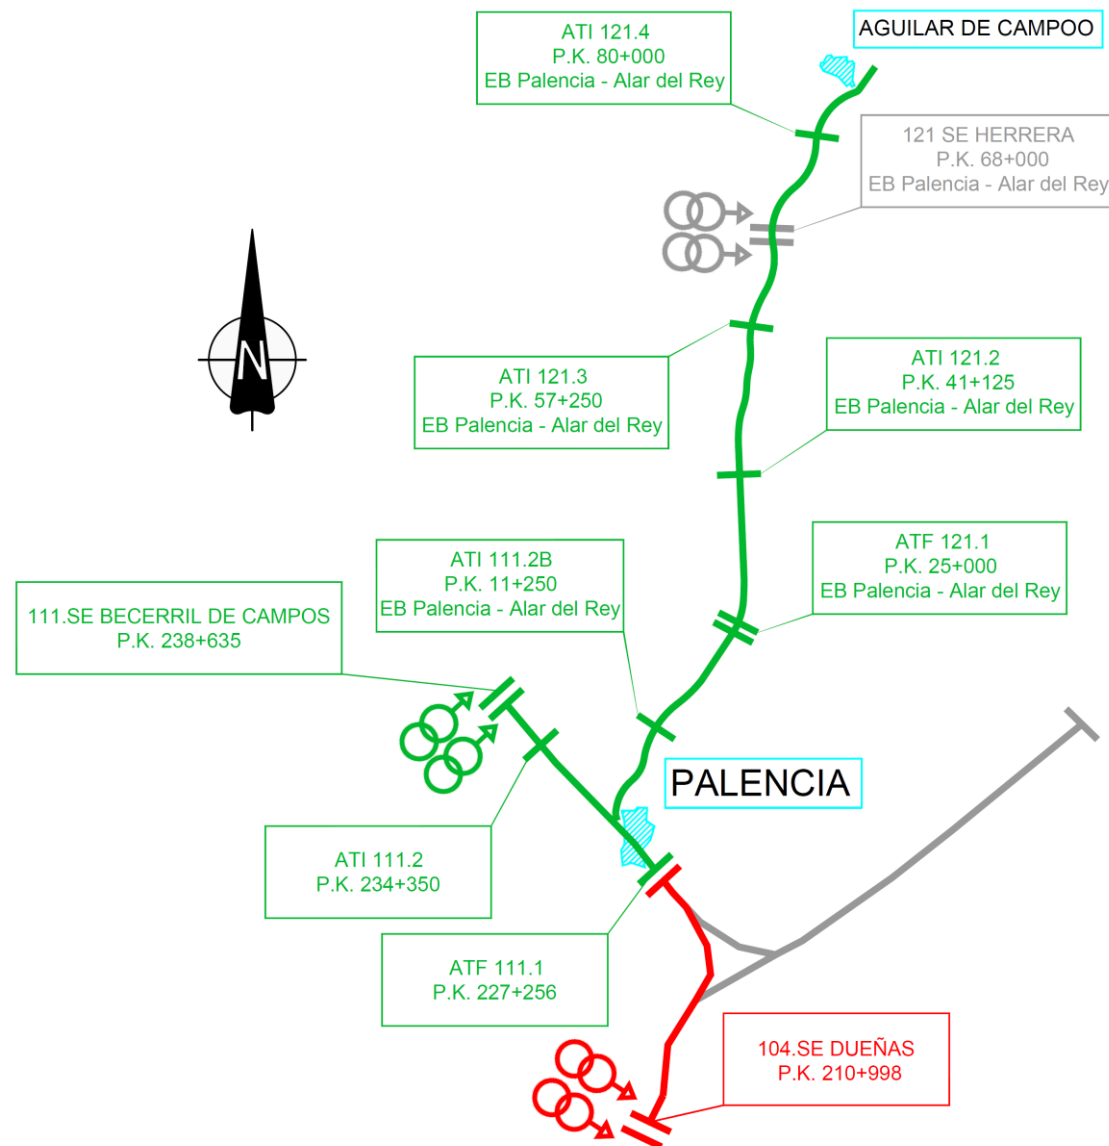 ATI 121.4
P.K. 80+000
EB Palencia - Alar del Rey
AGUILAR DE CAMPOO
121 SE HERRERA
P.K. 68+000
EB Palencia - Alar del Rey
N
ATI 121.3
P.K. 57+250
EB Palencia - Alar del Rey
ATI 121.2
P.K. 41+125
EB Palencia - Alar del Rey
ATF 121.1
P.K. 25+000
EB Palencia - Alar del Rey
ATI 111.2B
P.K. 11+250
EB Palencia - Alar del Rey
111.SE BECERRIL DE CAMPOS
P.K. 238+635
PALENCIA
ATI 111.2
P.K. 234+350
ATF 111.1
P.K. 227+256
104.SE DUEÑAS
P.K. 210+998